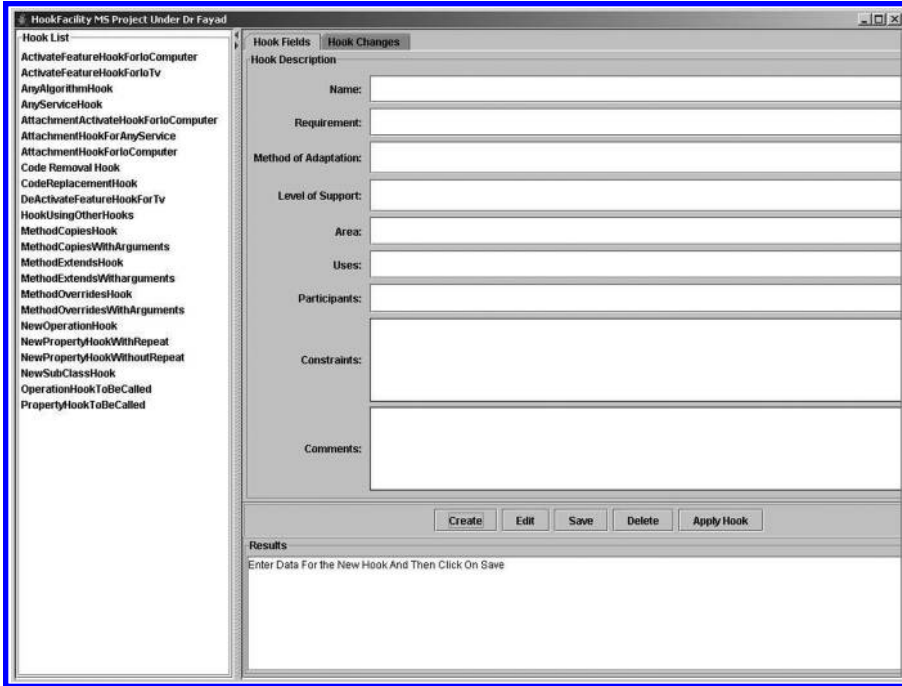 HookFacility MS Project Under Dr Fayad
Hook List
ActivateFeatureHookForIoComputer
ActivateFeatureHookForIoTv
AnyAlgorithmHook
AnyServiceHook
AttachmentActivateHookForIoComputer
AttachmentHookForAnyService
AttachmentHookForIoComputer
Code Removal Hook
CodeReplacementHook
DeActivateFeatureHookForTv
HookUsingOtherHooks
MethodCopiesHook
MethodCopiesWithArguments
MethodExtendsHook
MethodExtendsWitharguments
MethodOverridesHook
MethodOverridesWithArguments
NewOperationHook
NewPropertyHookWithRepeat
NewPropertyHookWithoutRepeat
NewSubClassHook
OperationHookToBeCalled
PropertyHookToBeCalled
Hook Fields Hook Changes
Hook Description
Name:
Requirement:
Method of Adaptation:
Level of Support:
Area:
Uses:
Participants:
Constraints:
Comments:
Create Edit Save Delete Apply Hook
Results
Enter Data For the New Hook And Then Click On Save